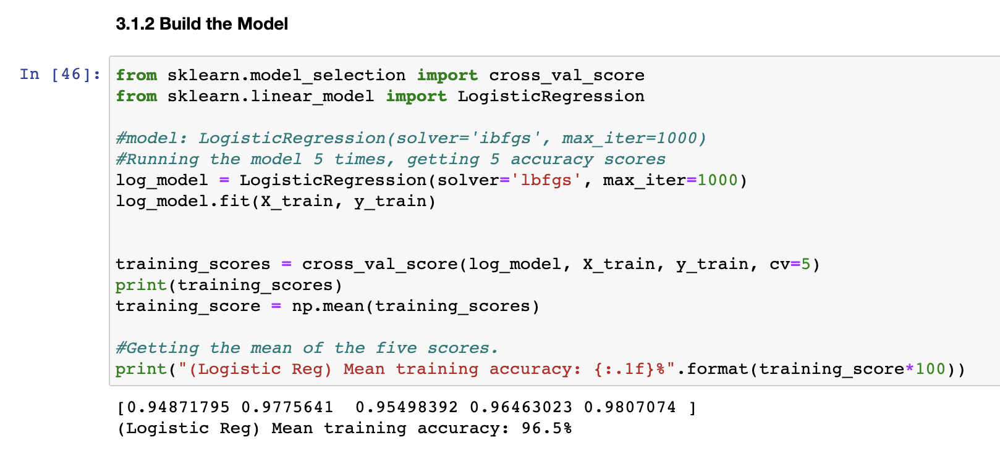 3.1.2 Build the Model
In [46]:
from sklearn.model_selection import cross_val_score
from sklearn.linear_model import LogisticRegression
#model: LogisticRegression(solver='ibfgs', max_iter=1000)
#Running the model 5 times, getting 5 accuracy scores
log_model = LogisticRegression(solver='lbfgs', max_iter=1000)
log_model.fit(X_train, y_train)
training_scores = cross_val_score(log_model, X_train, y_train, cv=5)
print(training_scores)
training_score = np.mean(training_scores)
#Getting the mean of the five scores.
print("(Logistic Reg) Mean training accuracy: {:.1f}%".format(training_score*100))
[0.94871795 0.9775641  0.95498392 0.96463023 0.9807074 ]
(Logistic Reg) Mean training accuracy: 96.5%